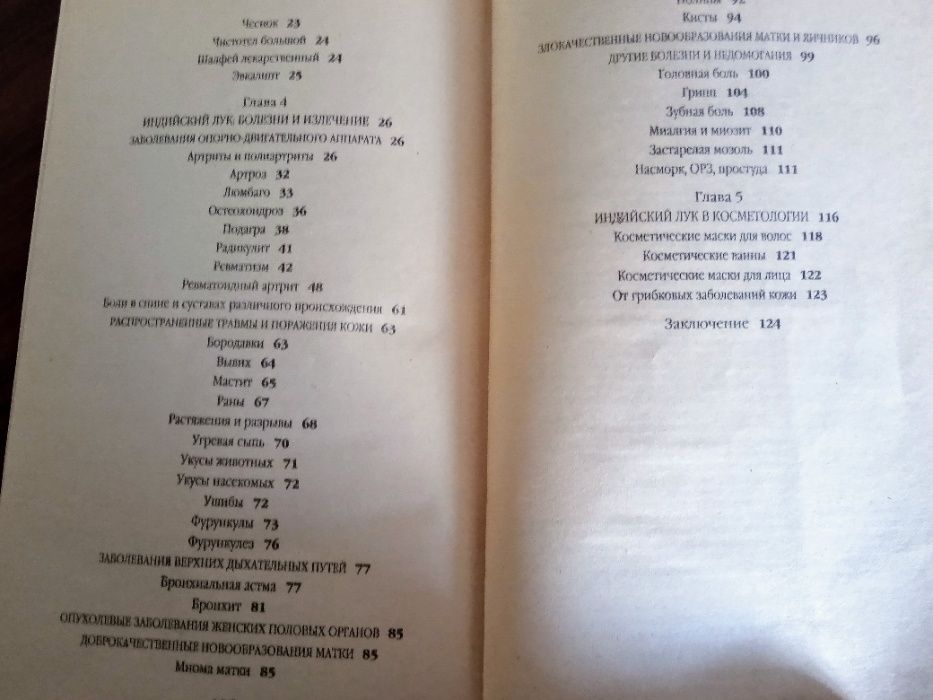 Чеснок 23
Чистотел большой 24
Шалфей лекарственный 24
Эвкалипт 25
Глава 4
ИНДИЙСКИЙ ЛУК: БОЛЕЗНИ И ИЗЛЕЧЕНИЕ 26
ЗАБОЛЕВАНИЯ ОПОРНО-ДВИГАТЕЛЬНОГО АППАРАТА 26
Артриты и полиартриты 26
Артроз 32
Люмбаго 33
Остеохондроз 36
Подагра 38
Радикулит 41
Ревматизм 42
Ревматоидный артрит 48
Боли в спине и суставах различного происхождения 61
РАСПРОСТРАНЕННЫЕ ТРАВМЫ И ПОРАЖЕНИЯ КОЖИ 63
Бородавки 63
Вывих 64
Мастит 65
Раны 67
Растяжения и разрывы 68
Угревая сыпь 70
Укусы животных 71
Укусы насекомых 72
Ушибы 72
Фурункулы 73
Фурункулез 76
ЗАБОЛЕВАНИЯ ВЕРХНИХ ДЫХАТЕЛЬНЫХ ПУТЕЙ 77
Бронхиальная астма 77
Бронхит 81
ОПУХОЛЕВЫЕ ЗАБОЛЕВАНИЯ ЖЕНСКИХ ПОЛОВЫХ ОРГАНОВ 85
ДОБРОКАЧЕСТВЕННЫЕ НОВООБРАЗОВАНИЯ МАТКИ 85
Миома матки 85
92
Кисты 94
ЗЛОКАЧЕСТВЕННЫЕ НОВООБРАЗОВАНИЯ МАТКИ И ЯИЧНИКОВ 96
ДРУГИЕ БОЛЕЗНИ И НЕДОМОГАНИЯ 99
Головная боль 100
Грипп 104
Зубная боль 108
Миалгия и миозит 110
Застарелая мозоль 111
Насморк, ОРЗ, простуда 111
Глава 5
ИНДИЙСКИЙ ЛУК В КОСМЕТОЛОГИИ 116
Косметические маски для волос 118
Косметические ванны 121
Косметические маски для лица 122
От грибковых заболеваний кожи 123
Заключение 124